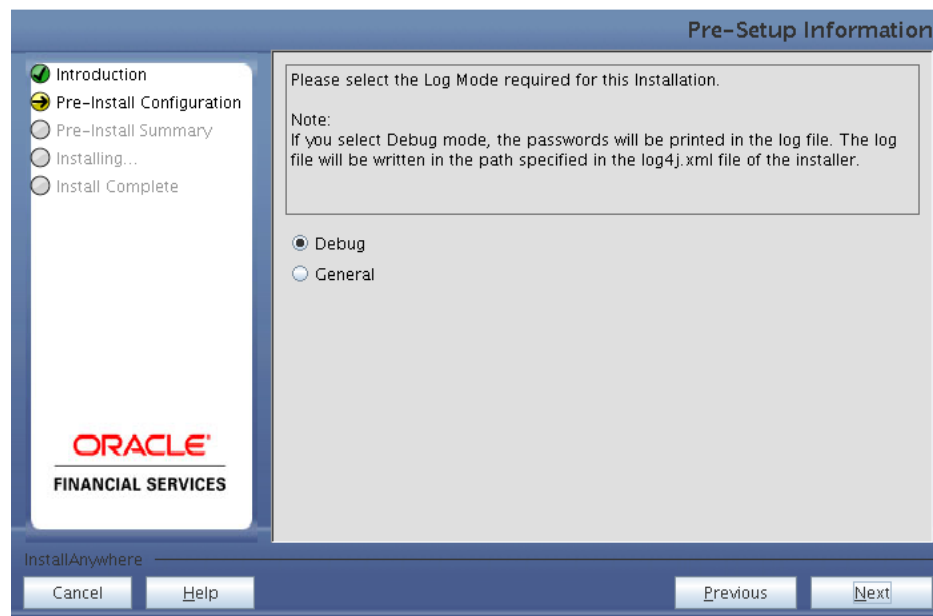 Pre-Setup Information
Introduction
Pre-Install Configuration
Pre-Install Summary
Installing...
Install Complete
ORACLE'
FINANCIAL SERVICES
Please select the Log Mode required for this Installation.
Note:
If you select Debug mode, the passwords will be printed in the log file. The log
file will be written in the path specified in the log4j.xml file of the installer.
Debug
General
InstallAnywhere
Cancel
Help
Previous
Next